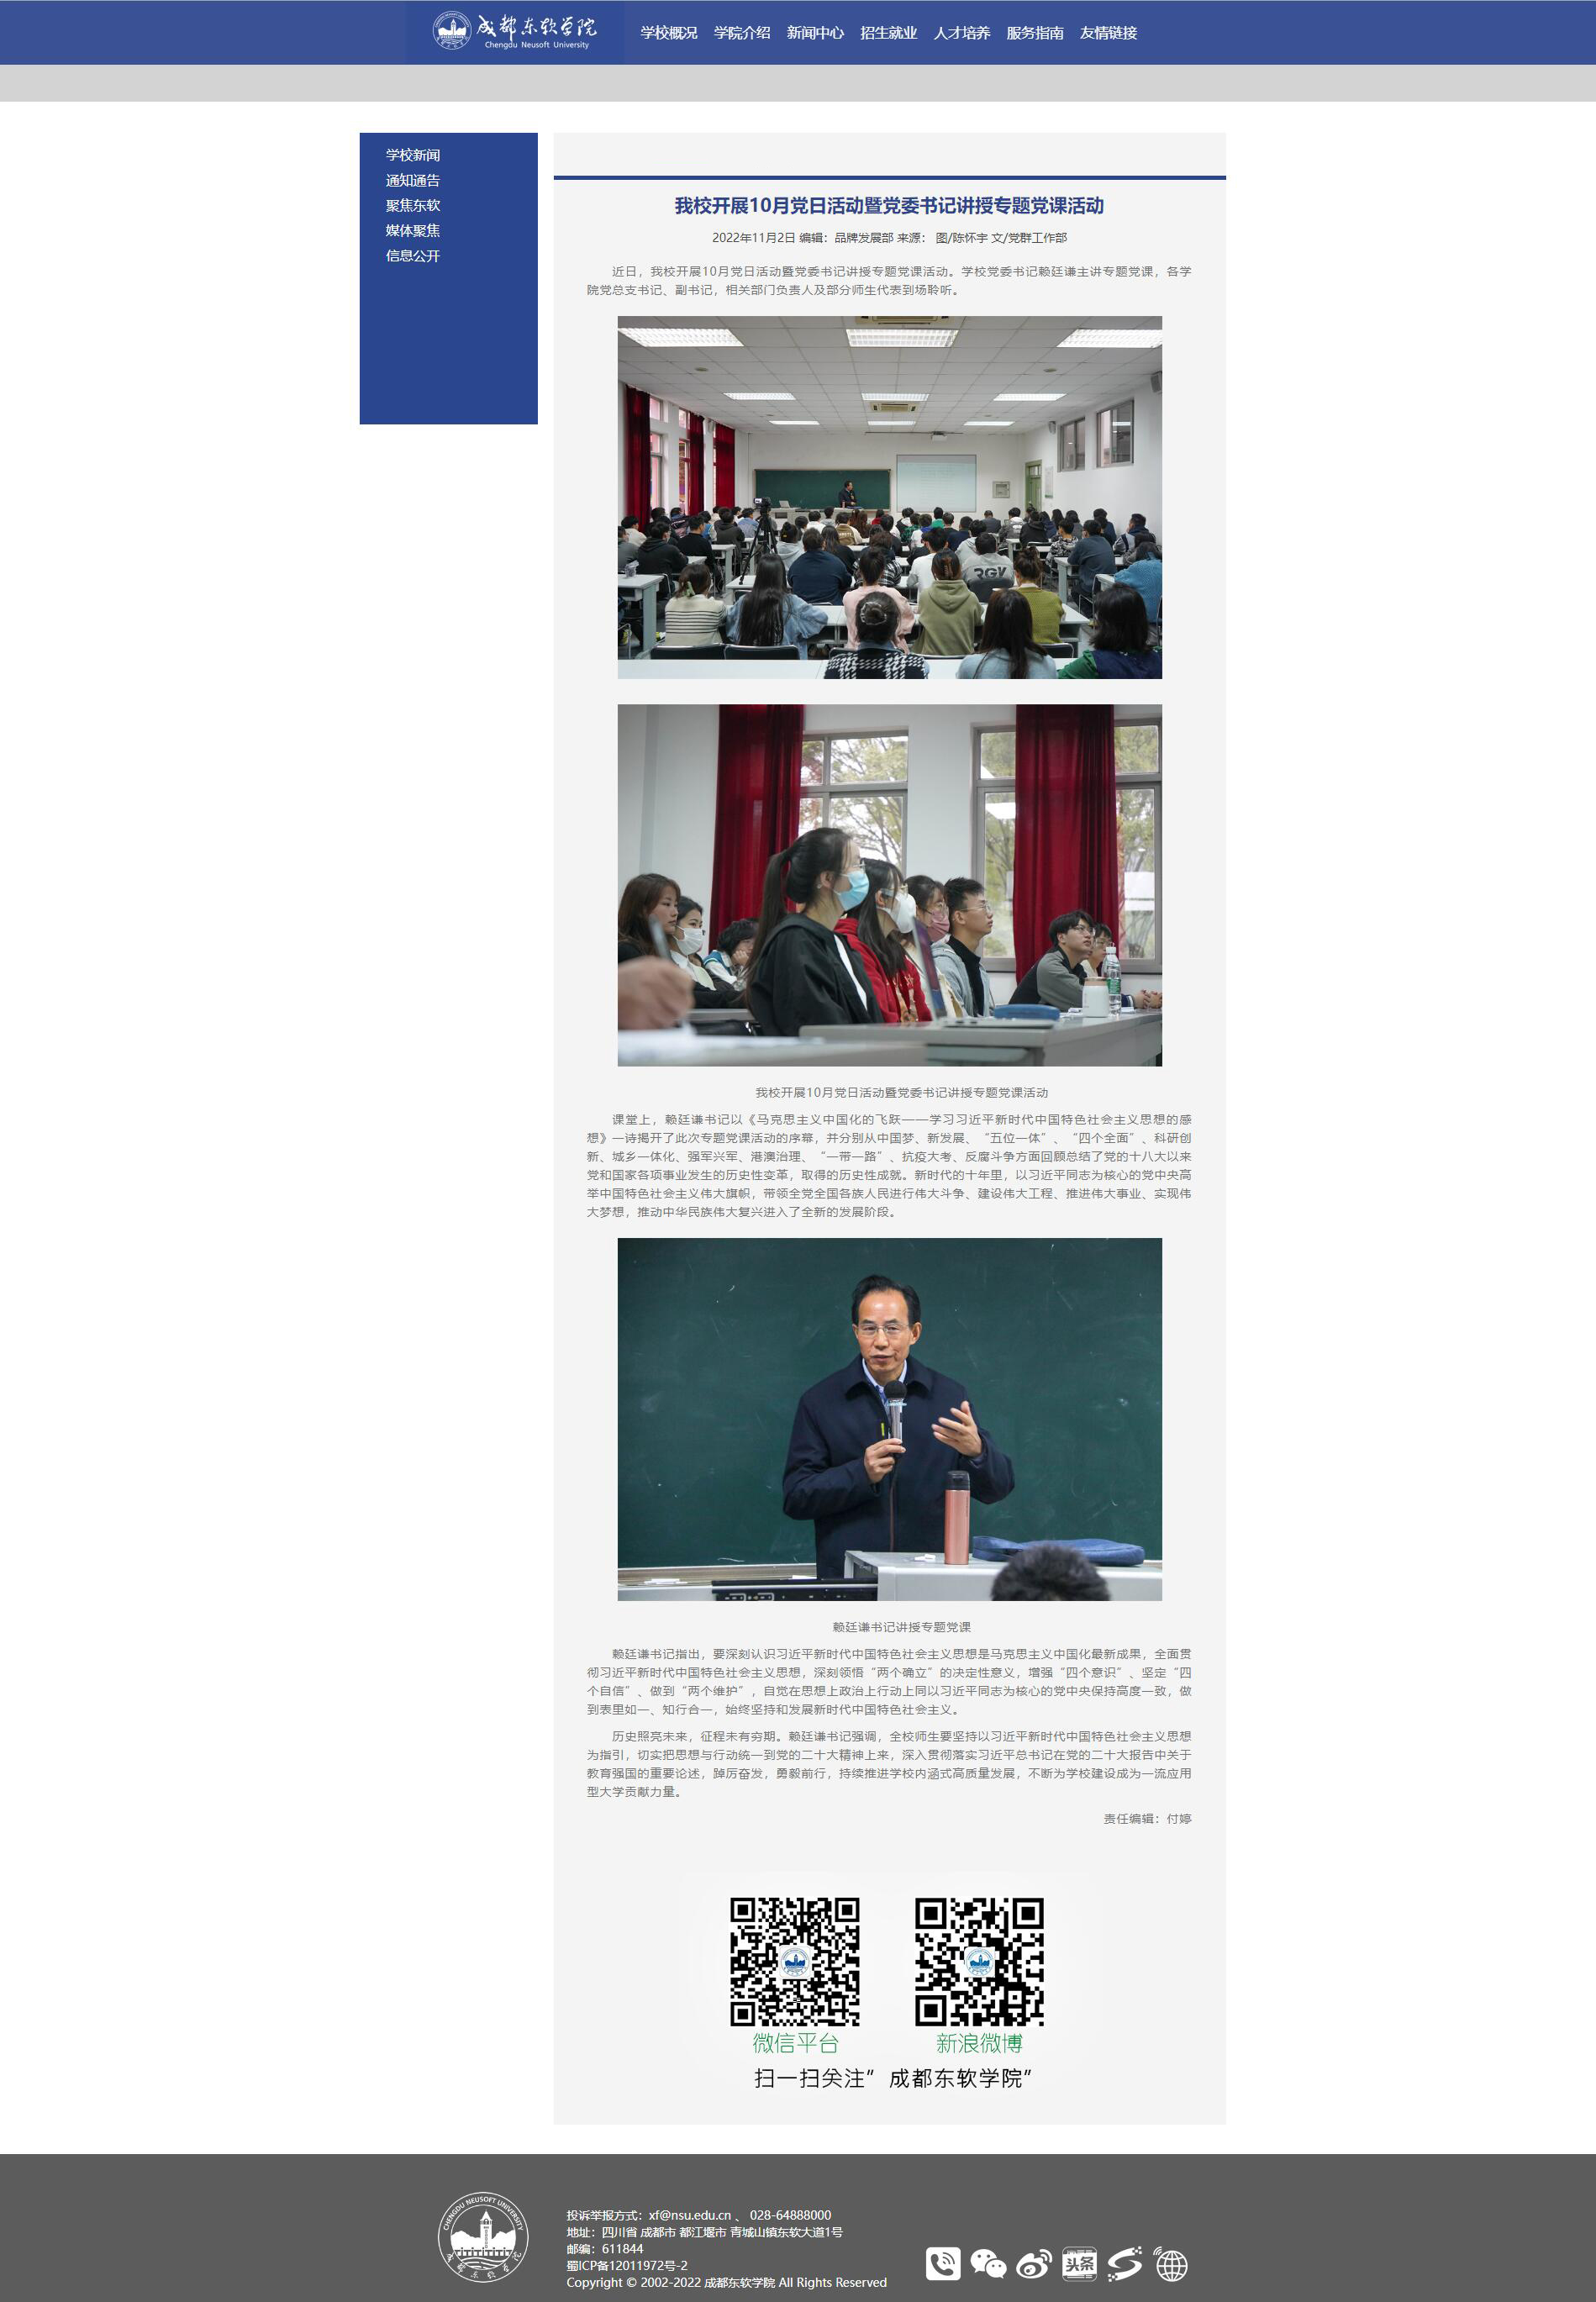 成都东软学院
Chengdu Neusoft University
学校概况 学院介绍 新闻中心 招生就业 人才培养 服务指南 友情链接
学校新闻
通知通告
聚焦东软
媒体聚焦
信息公开
我校开展10月党日活动暨党委书记讲授专题党课活动
2022年11月2日 编辑：品牌发展部 来源： 图/陈怀宇 文/党群工作部
近日，我校开展10月党日活动暨党委书记讲授专题党课活动。学校党委书记赖廷谦主讲专题党课，各学
院党总支书记、副书记，相关部门负责人及部分师生代表到场聆听。
RGV
我校开展10月党日活动暨党委书记讲授专题党课活动
课堂上，赖廷谦书记以《马克思主义中国化的飞跃——学习习近平新时代中国特色社会主义思想的感
想》一诗揭开了此次专题党课活动的序幕，并分别从中国梦、新发展、“五位一体”、“四个全面”、科研创
新、城乡一体化、强军兴军、港澳治理、“一带一路”、抗疫大考、反腐斗争方面回顾总结了党的十八大以来
党和国家各项事业发生的历史性变革，取得的历史性成就。新时代的十年里，以习近平同志为核心的党中央高
举中国特色社会主义伟大旗帜，带领全党全国各族人民进行伟大斗争、建设伟大工程、推进伟大事业、实现伟
大梦想，推动中华民族伟大复兴进入了全新的发展阶段。
赖廷谦书记讲授专题党课
赖廷谦书记指出，要深刻认识习近平新时代中国特色社会主义思想是马克思主义中国化最新成果，全面贯
彻习近平新时代中国特色社会主义思想，深刻领悟“两个确立”的决定性意义，增强“四个意识”、坚定“四
个自信”、做到“两个维护”，自觉在思想上政治上行动上同以习近平同志为核心的党中央保持高度一致，做
到表里如一、知行合一，始终坚持和发展新时代中国特色社会主义。
历史照亮未来，征程未有穷期。赖廷谦书记强调，全校师生要坚持以习近平新时代中国特色社会主义思想
为指引，切实把思想与行动统一到党的二十大精神上来，深入贯彻落实习近平总书记在党的二十大报告中关于
教育强国的重要论述，踔厉奋发，勇毅前行，持续推进学校内涵式高质量发展，不断为学校建设成为一流应用
型大学贡献力量。
责任编辑：付婷
微信平台 新浪微博
扫一扫关注”成都东软学院”
CHENGDU NEUSOFT UNIVERSITY
成都东软学院
投诉举报方式：xf@nsu.edu.cn 、 028-64888000
地址：四川省 成都市 都江堰市 青城山镇东软大道1号
邮编：611844
蜀ICP备12011972号-2
Copyright © 2002-2022 成都东软学院 All Rights Reserved
头条